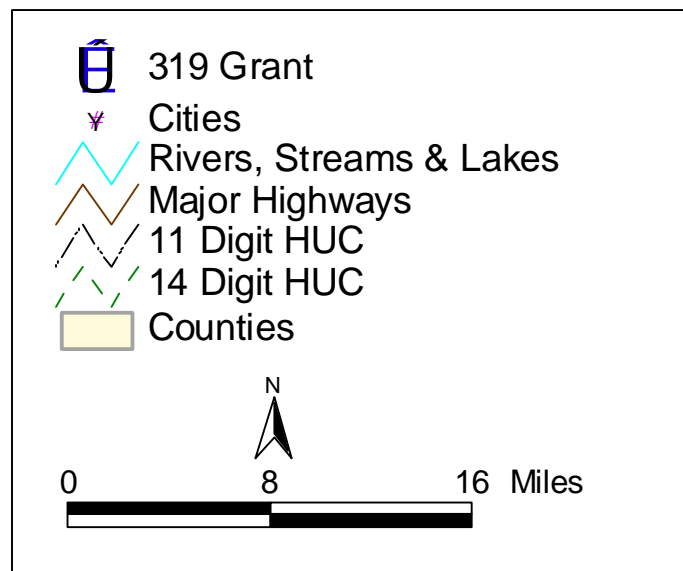 319 Grant
Cities
Rivers, Streams & Lakes
Major Highways
11 Digit HUC
14 Digit HUC
Counties
N
0 8 16 Miles